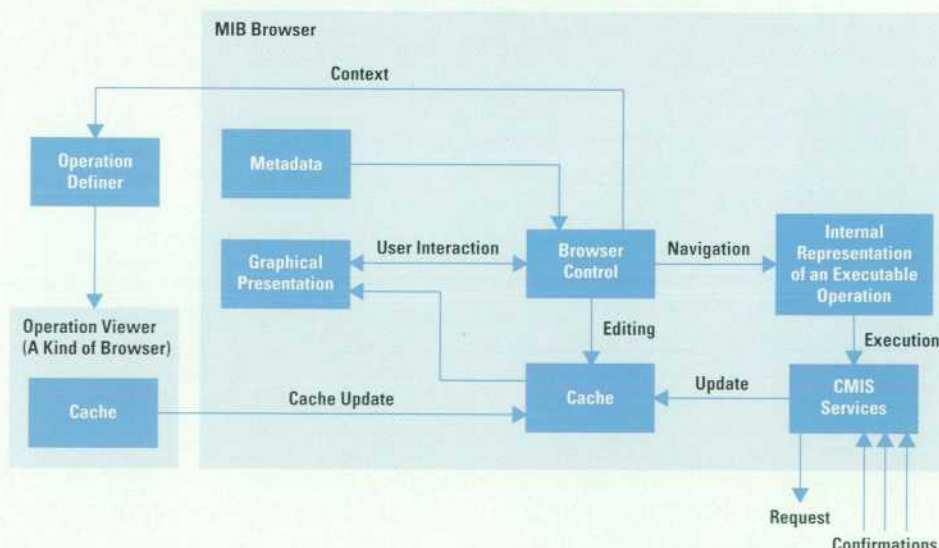 MIB Browser
Context
Operation
Definer
Metadata
Graphical
Presentation
User Interaction
Browser
Control
Navigation
Internal
Representation
of an Executable
Operation
Editing
Execution
Operation Viewer
(A Kind of Browser)
Cache
Cache Update
Cache
Update
CMIS
Services
Request
Confirmations